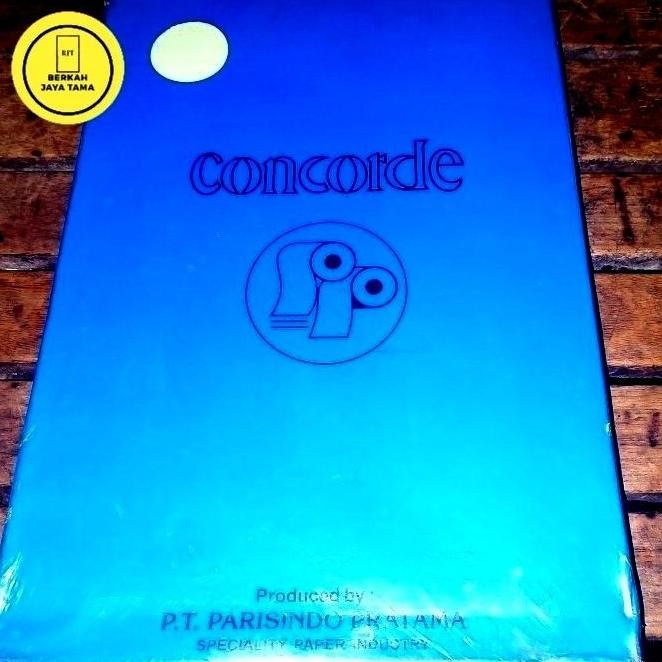 BJT
BERKAH
JAYA TAMA
concorde
Produced by :
P.T. PARISINDO PRATAMA
SPECIALITY PAPER INDUSTRY